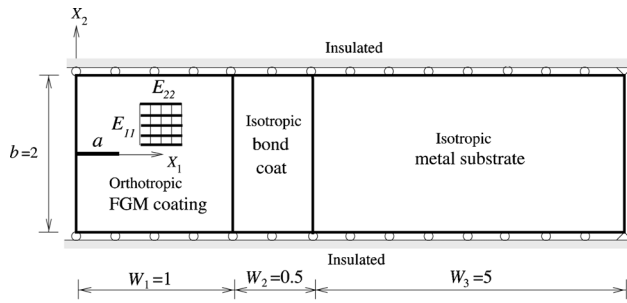 X2
Insulated
E22
E11
a
X1
b=2
Orthotropic
FGM coating
Isotropic
bond
coat
Isotropic
metal substrate
Insulated
W1=1
W2=0.5
W3=5